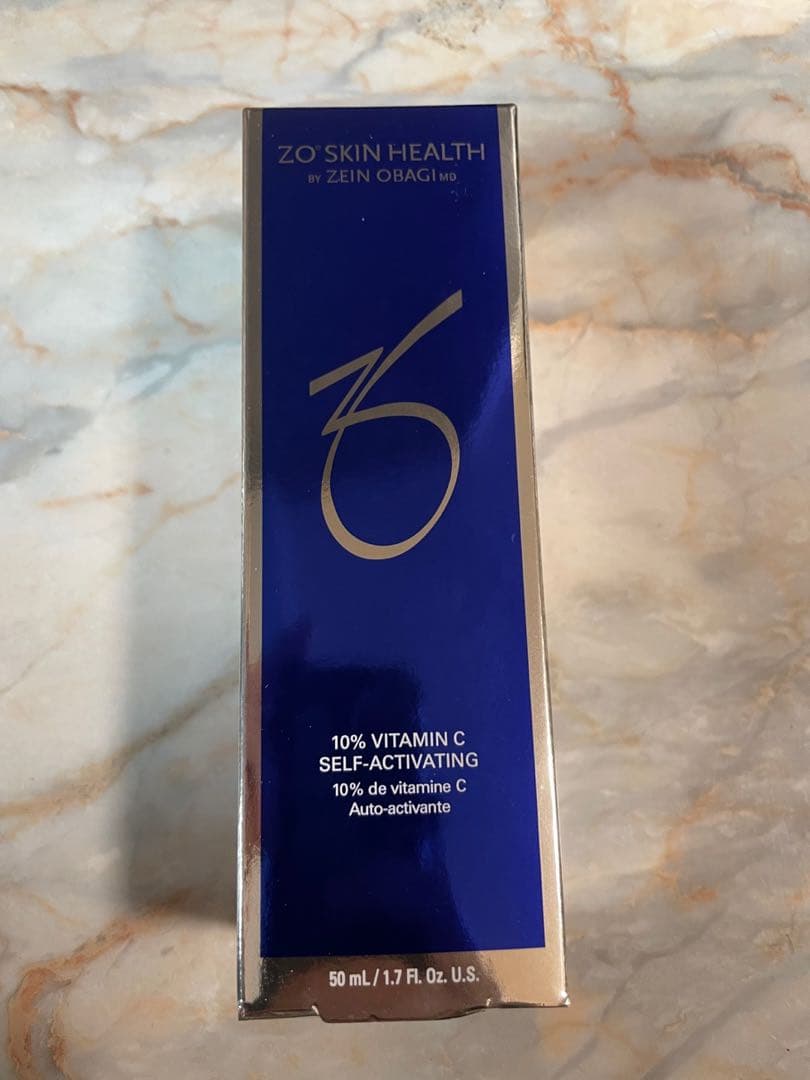 ZO® SKIN HEALTH
BY ZEIN OBAGI MD
ZO
10% VITAMIN C
SELF-ACTIVATING
10% de vitamine C
Auto-activante
50 mL / 1.7 Fl. Oz. U.S.